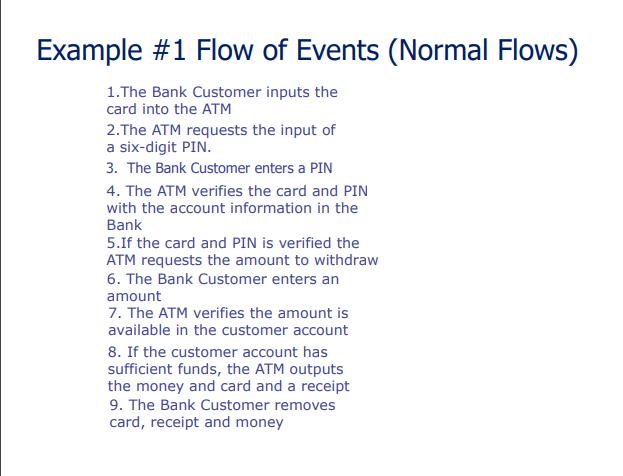 Example #1 Flow of Events (Normal Flows)
1.The Bank Customer inputs the
card into the ATM
2.The ATM requests the input of
a six-digit PIN.
3. The Bank Customer enters a PIN
4. The ATM verifies the card and PIN
with the account information in the
Bank
5.If the card and PIN is verified the
ATM requests the amount to withdraw
6. The Bank Customer enters an
amount
7. The ATM verifies the amount is
available in the customer account
8. If the customer account has
sufficient funds, the ATM outputs
the money and card and a receipt
9. The Bank Customer removes
card, receipt and money